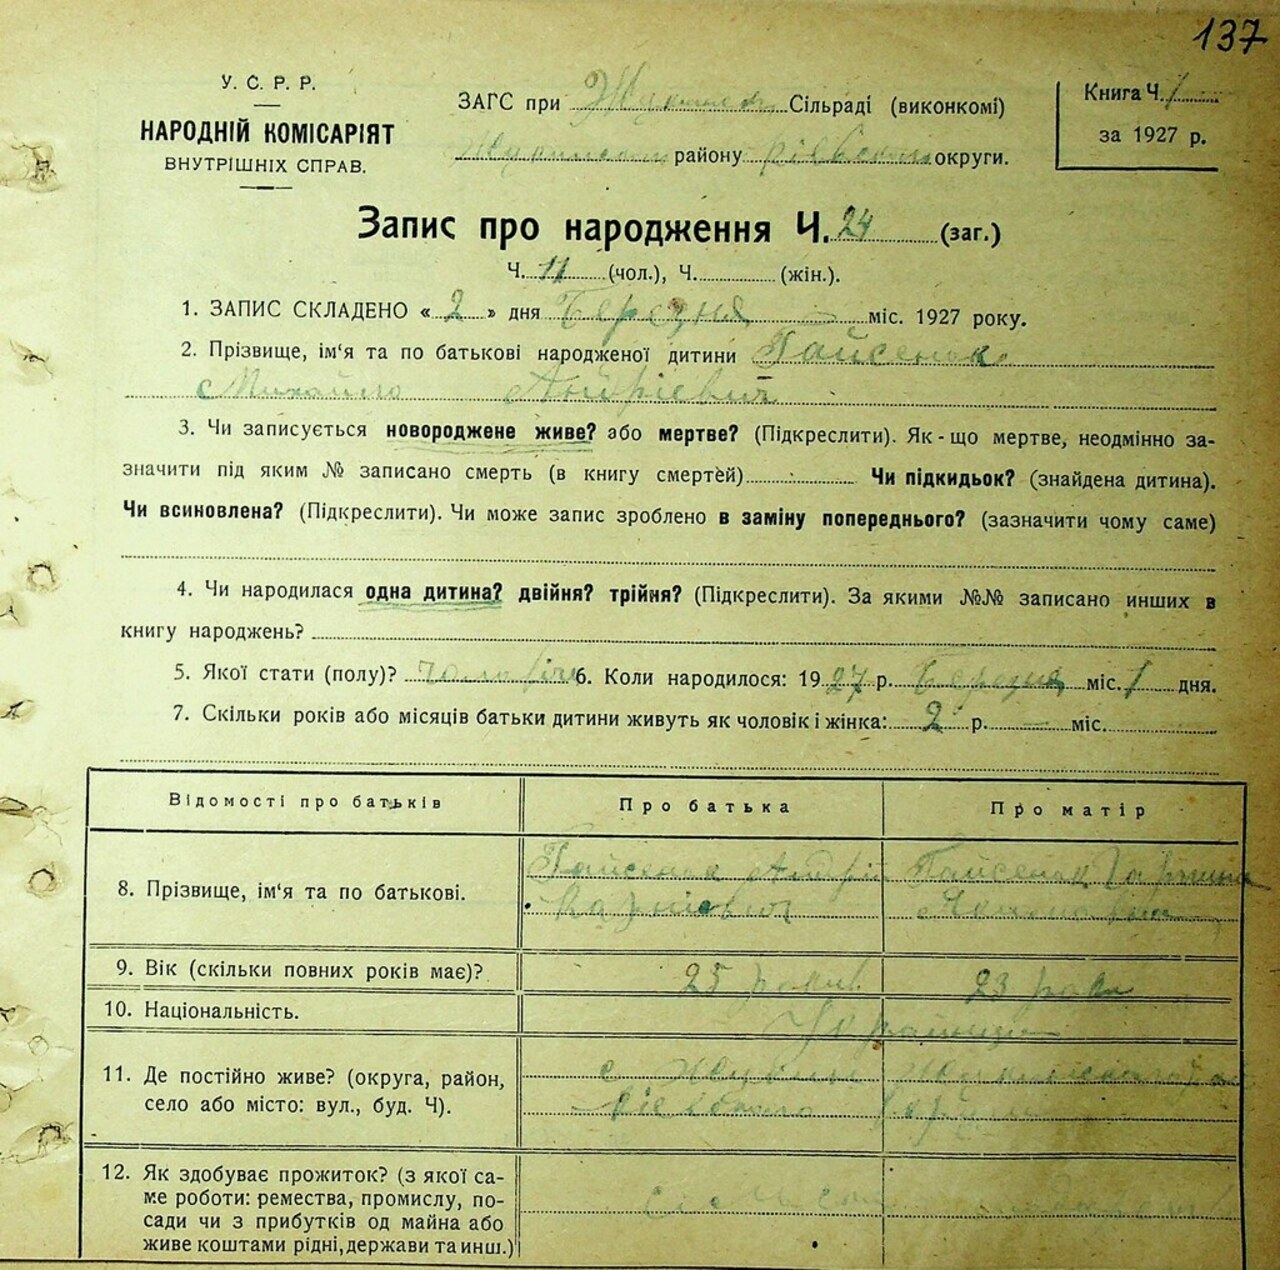 137
У. С. Р. Р.
НАРОДНІЙ КОМІСАРІЯТ
ВНУТРІШНІХ СПРАВ.
ЗАГС при Сільраді (виконкомі)
району округи.
Книга Ч. 1
за 1927 р.
Запис про народження Ч. 24 (заг.)
Ч. 11 (чол.), Ч. (жін.).
1. ЗАПИС СКЛАДЕНО « 2 » дня Березня міс. 1927 року.
2. Прізвище, ім'я та по батькові народженої дитини Гайсенюк
Михайло Андрієвич
3. Чи записується новороджене живе? або мертве? (Підкреслити). Як-що мертве, неодмінно за-
значити під яким № записано смерть (в книгу смертей) Чи підкидьок? (знайдена дитина).
Чи всиновлена? (Підкреслити). Чи може запис зроблено в заміну попереднього? (зазначити чому саме)
4. Чи народилася одна дитина? двійня? трійня? (Підкреслити). За якими №№ записано инших в
книгу народжень?
5. Якої стати (полу)? 6. Коли народилося: 1927 р. Березня міс. 1 дня.
7. Скільки років або місяців батьки дитини живуть як чоловік і жінка: 2 р. — міс.
Відомості про батьків Про батька Про матір
8. Прізвище, ім'я та по батькові. Гайсенюк Андрій Гайсенюк
9. Вік (скільки повних років має)? 25 років 23 роки
10. Національність.
11. Де постійно живе? (округа, район,
село або місто: вул., буд. Ч).
12. Як здобуває прожиток? (з якої са-
ме роботи: ремества, промислу, по-
сади чи з прибутків од майна або
живе коштами рідні, держави та инш.)